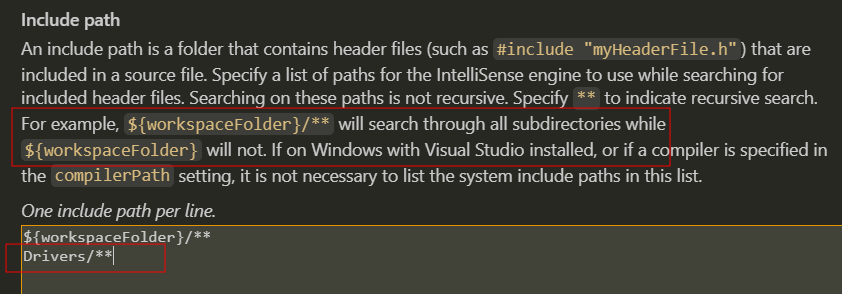 Include path
An include path is a folder that contains header files (such as #include "myHeaderFile.h") that are
included in a source file. Specify a list of paths for the IntelliSense engine to use while searching for
included header files. Searching on these paths is not recursive. Specify ** to indicate recursive search.
For example, ${workspaceFolder}/** will search through all subdirectories while
${workspaceFolder} will not. If on Windows with Visual Studio installed, or if a compiler is specified in
the compilerPath setting, it is not necessary to list the system include paths in this list.
One include path per line.
${workspaceFolder}/**
Drivers/**